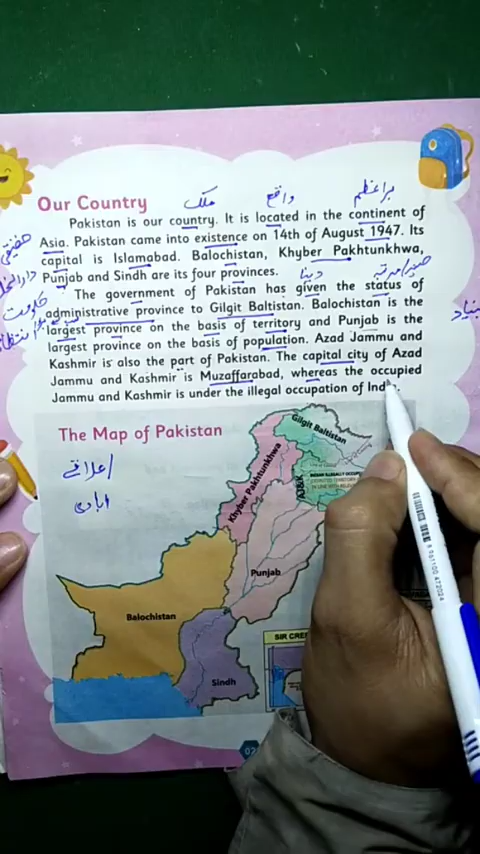 Our Country
ملک
واقع
براعظم
Pakistan is our country. It is located in the continent of
Asia. Pakistan came into existence on 14th of August 1947. Its
capital is Islamabad. Balochistan, Khyber Pakhtunkhwa,
Punjab and Sindh are its four provinces.
دینا
The government of Pakistan has given the status of
حکومت
administrative province to Gilgit Baltistan. Balochistan is the
largest province on the basis of territory and Punjab is the
بنیاد
largest province on the basis of population. Azad Jammu and
Kashmir is also the part of Pakistan. The capital city of Azad
Jammu and Kashmir is Muzaffarabad, whereas the occupied
Jammu and Kashmir is under the illegal occupation of
The Map of Pakistan
علاقے
آبادی
Gilgit Baltistan
Khyber Pakhtunkhwa
AJ&K
Punjab
Balochistan
Sindh
SIR CRE